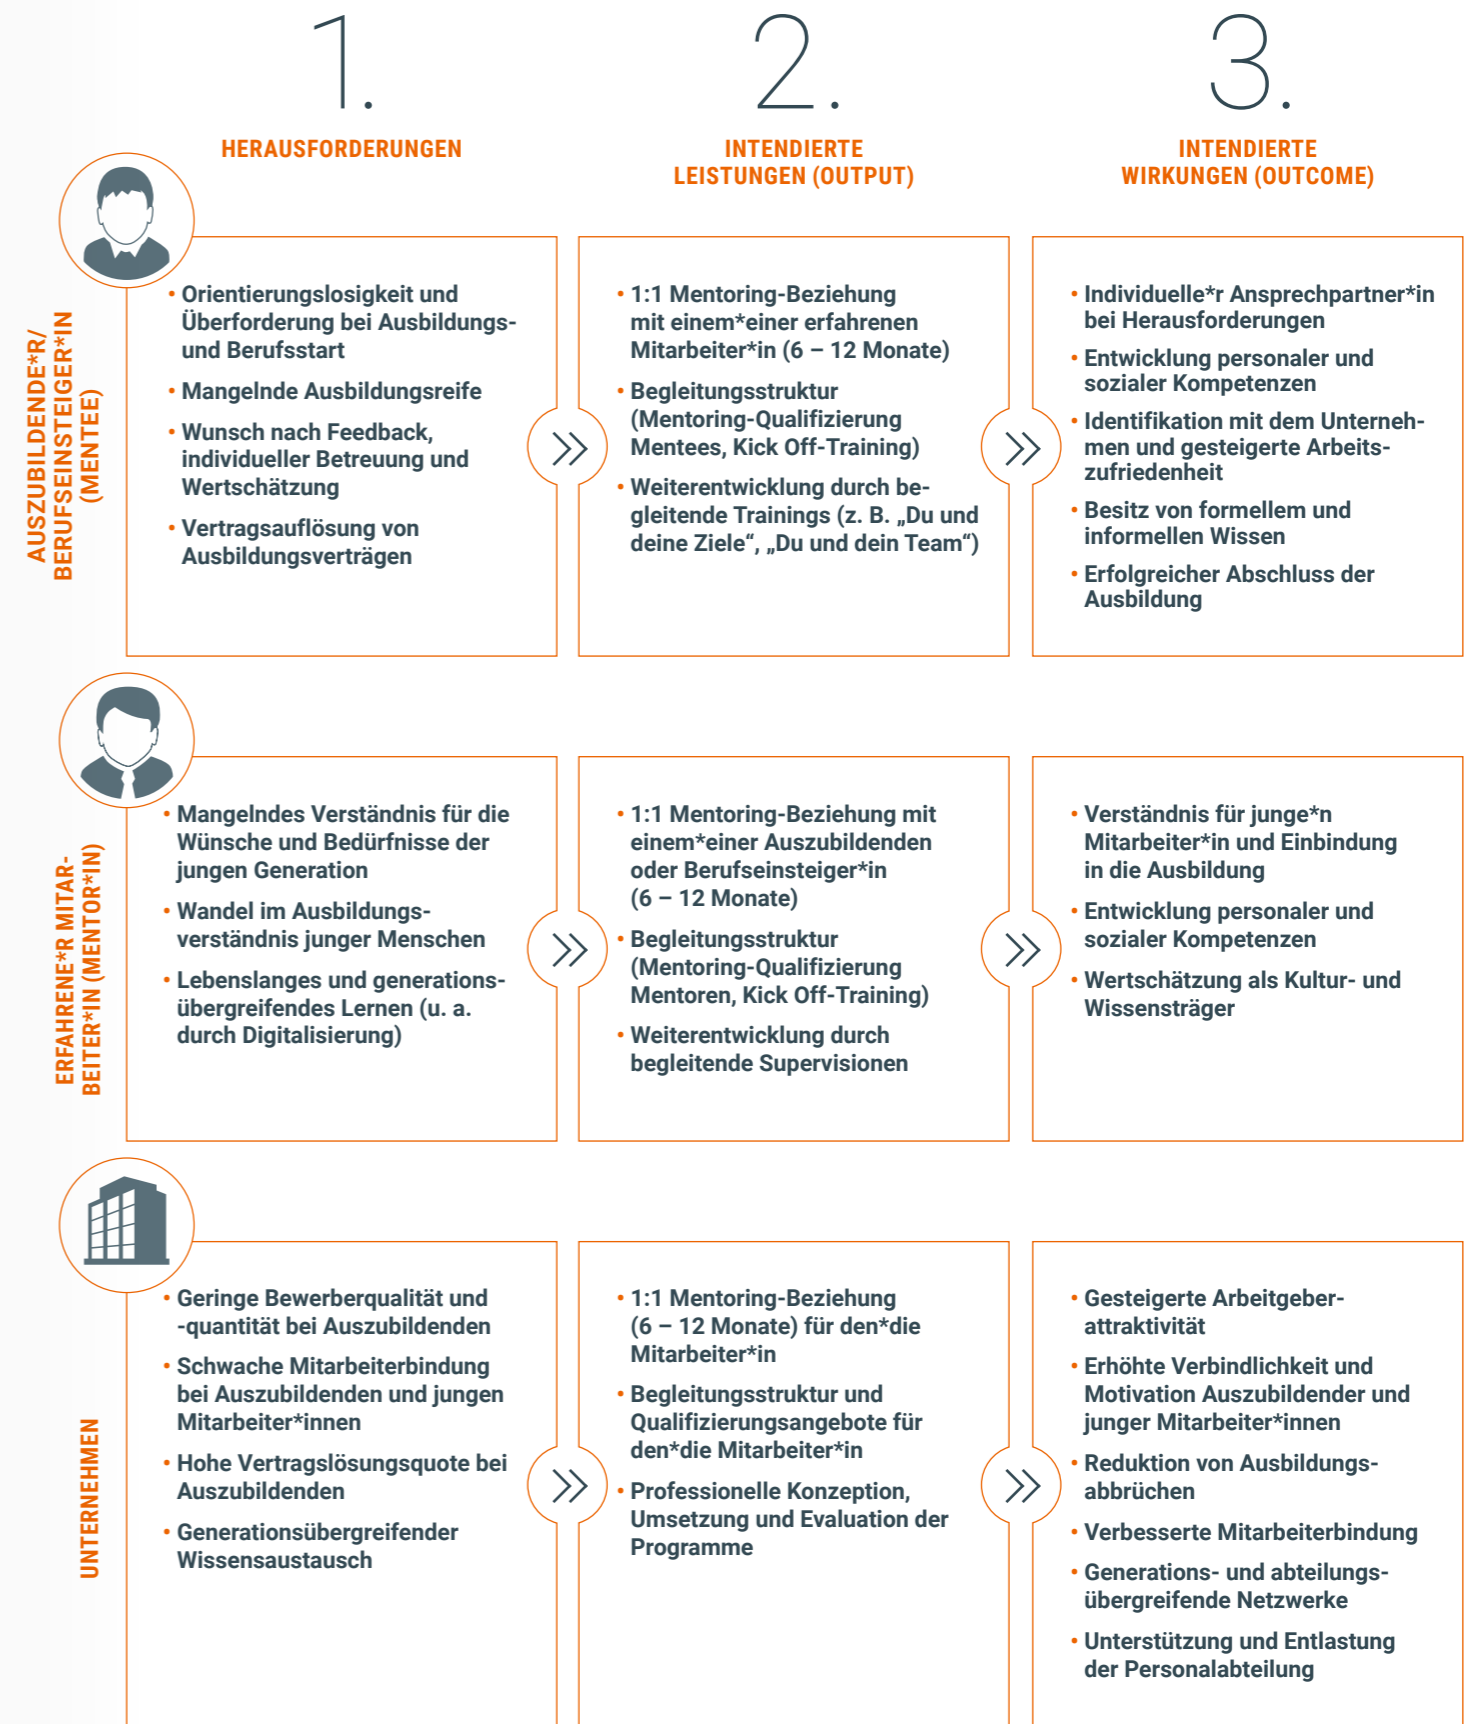 1.
HERAUSFORDERUNGEN
2.
INTENDIERTE
LEISTUNGEN (OUTPUT)
3.
INTENDIERTE
WIRKUNGEN (OUTCOME)
AUSZUBILDENDE*R/
BERUFSEINSTEIGER*IN
(MENTEE)
• Orientierungslosigkeit und
Überforderung bei Ausbildungs-
und Berufsstart
• Mangelnde Ausbildungsreife
• Wunsch nach Feedback,
individueller Betreuung und
Wertschätzung
• Vertragsauflösung von
Ausbildungsverträgen
• 1:1 Mentoring-Beziehung
mit einem*einer erfahrenen
Mitarbeiter*in (6 – 12 Monate)
• Begleitungsstruktur
(Mentoring-Qualifizierung
Mentees, Kick Off-Training)
• Weiterentwicklung durch be-
gleitende Trainings (z. B. „Du und
deine Ziele“, „Du und dein Team“)
• Individuelle*r Ansprechpartner*in
bei Herausforderungen
• Entwicklung personaler und
sozialer Kompetenzen
• Identifikation mit dem Unterneh-
men und gesteigerte Arbeits-
zufriedenheit
• Besitz von formellem und
informellen Wissen
• Erfolgreicher Abschluss der
Ausbildung
ERFAHRENE*R MITAR-
BEITER*IN (MENTOR*IN)
• Mangelndes Verständnis für die
Wünsche und Bedürfnisse der
jungen Generation
• Wandel im Ausbildungs-
verständnis junger Menschen
• Lebenslanges und generations-
übergreifendes Lernen (u. a.
durch Digitalisierung)
• 1:1 Mentoring-Beziehung mit
einem*einer Auszubildenden
oder Berufseinsteiger*in
(6 – 12 Monate)
• Begleitungsstruktur
(Mentoring-Qualifizierung
Mentoren, Kick Off-Training)
• Weiterentwicklung durch
begleitende Supervisionen
• Verständnis für junge*n
Mitarbeiter*in und Einbindung
in die Ausbildung
• Entwicklung personaler und
sozialer Kompetenzen
• Wertschätzung als Kultur- und
Wissensträger
UNTERNEHMEN
• Geringe Bewerberqualität und
-quantität bei Auszubildenden
• Schwache Mitarbeiterbindung
bei Auszubildenden und jungen
Mitarbeiter*innen
• Hohe Vertragslösungsquote bei
Auszubildenden
• Generationsübergreifender
Wissensaustausch
• 1:1 Mentoring-Beziehung
(6 – 12 Monate) für den*die
Mitarbeiter*in
• Begleitungsstruktur und
Qualifizierungsangebote für
den*die Mitarbeiter*in
• Professionelle Konzeption,
Umsetzung und Evaluation der
Programme
• Gesteigerte Arbeitgeber-
attraktivität
• Erhöhte Verbindlichkeit und
Motivation Auszubildender und
junger Mitarbeiter*innen
• Reduktion von Ausbildungs-
abbrüchen
• Verbesserte Mitarbeiterbindung
• Generations- und abteilungs-
übergreifende Netzwerke
• Unterstützung und Entlastung
der Personalabteilung